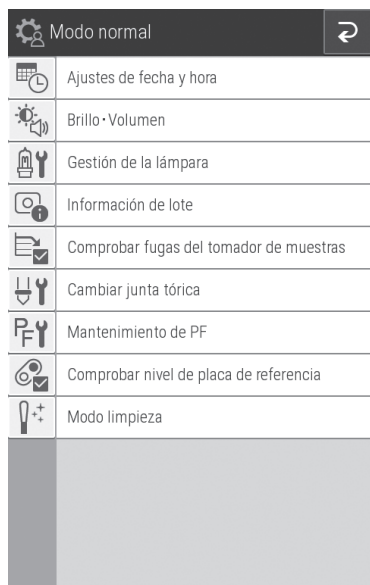 Modo normal
Ajustes de fecha y hora
Brillo・Volumen
Gestión de la lámpara
Información de lote
Comprobar fugas del tomador de muestras
Cambiar junta tórica
PF Mantenimiento de PF
Comprobar nivel de placa de referencia
Modo limpieza